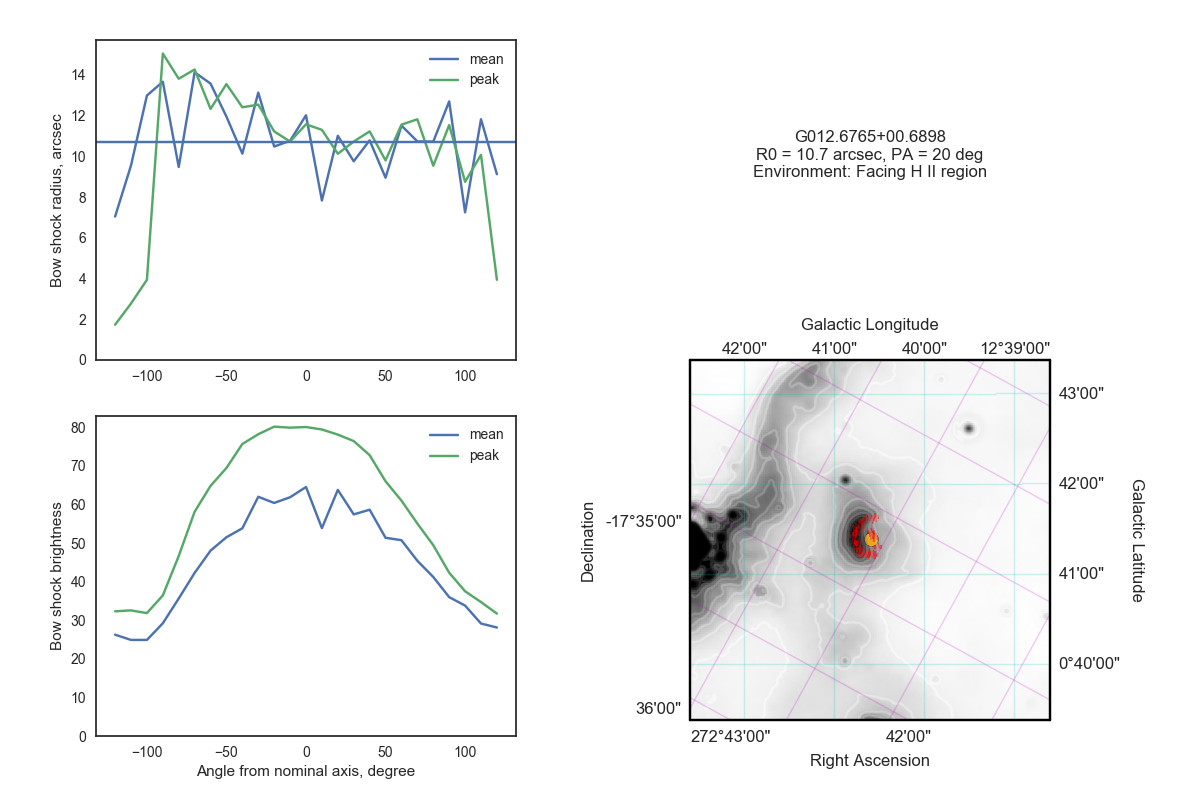 14
12
10
8
6
4
2
0
Bow shock radius, arcsec
mean
peak
−100
−50
0
50
100
80
70
60
50
40
30
20
10
0
Bow shock brightness
mean
peak
−100
−50
0
50
100
Angle from nominal axis, degree
G012.6765+00.6898
R0 = 10.7 arcsec, PA = 20 deg
Environment: Facing H II region
Galactic Longitude
42'00"
41'00"
40'00"
12°39'00"
43'00"
42'00"
41'00"
0°40'00"
Galactic Latitude
Declination
-17°35'00"
36'00"
272°43'00"
42'00"
Right Ascension